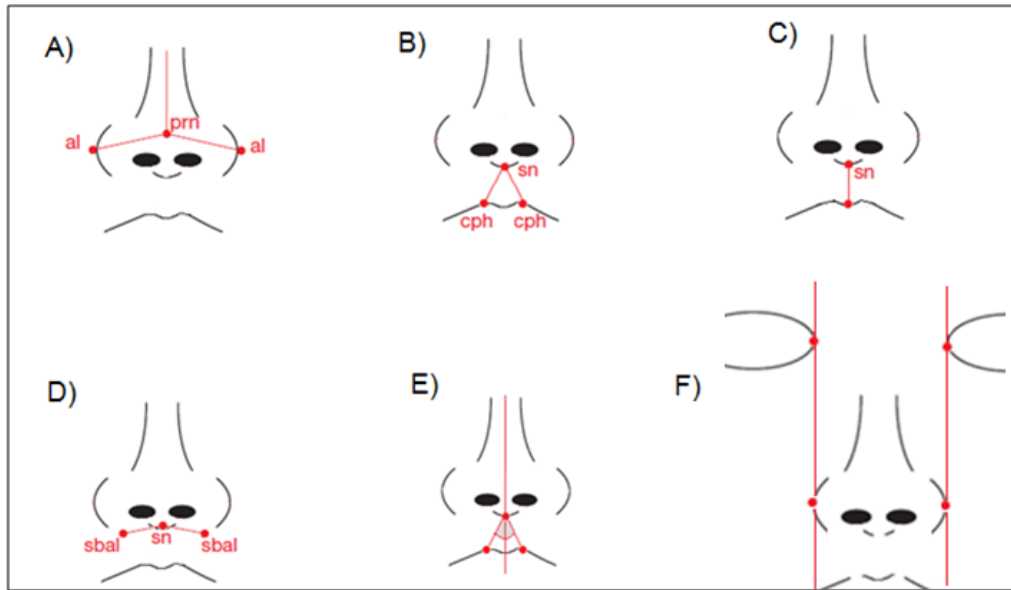 A)
prn
al al
B)
sn
cph cph
C)
sn
D)
sbal sn sbal
E)
F)